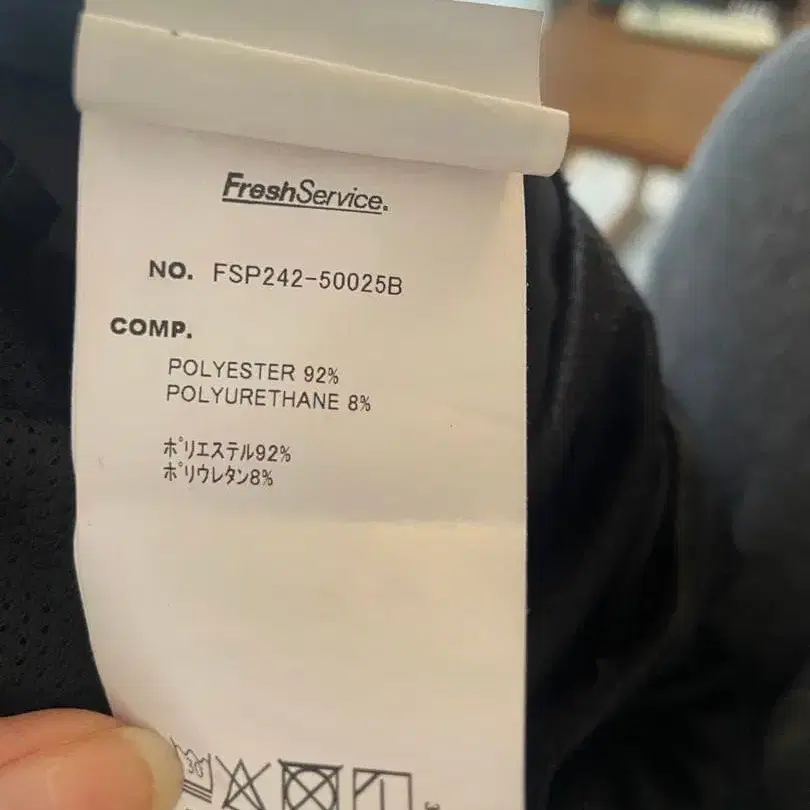 FreshService.
NO. FSP242-50025B
COMP.
POLYESTER 92%
POLYURETHANE 8%
ポリエステル92%
ポリウレタン8%
30